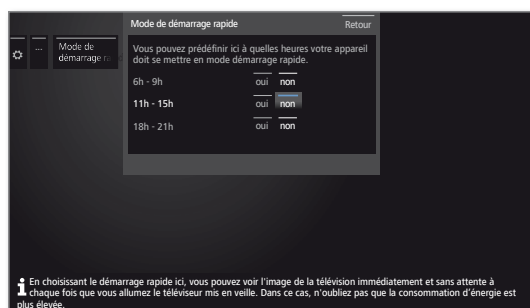 Mode de démarrage rapide Retour
... Mode de
démarrage ra
Vous pouvez prédéfinir ici à quelles heures votre appareil
doit se mettre en mode démarrage rapide.
6h - 9h oui non
11h - 15h oui non
18h - 21h oui non
En choisissant le démarrage rapide ici, vous pouvez voir l'image de la télévision immédiatement et sans attente à
chaque fois que vous allumez le téléviseur mis en veille. Dans ce cas, n'oubliez pas que la consommation d'énergie est
plus élevée.